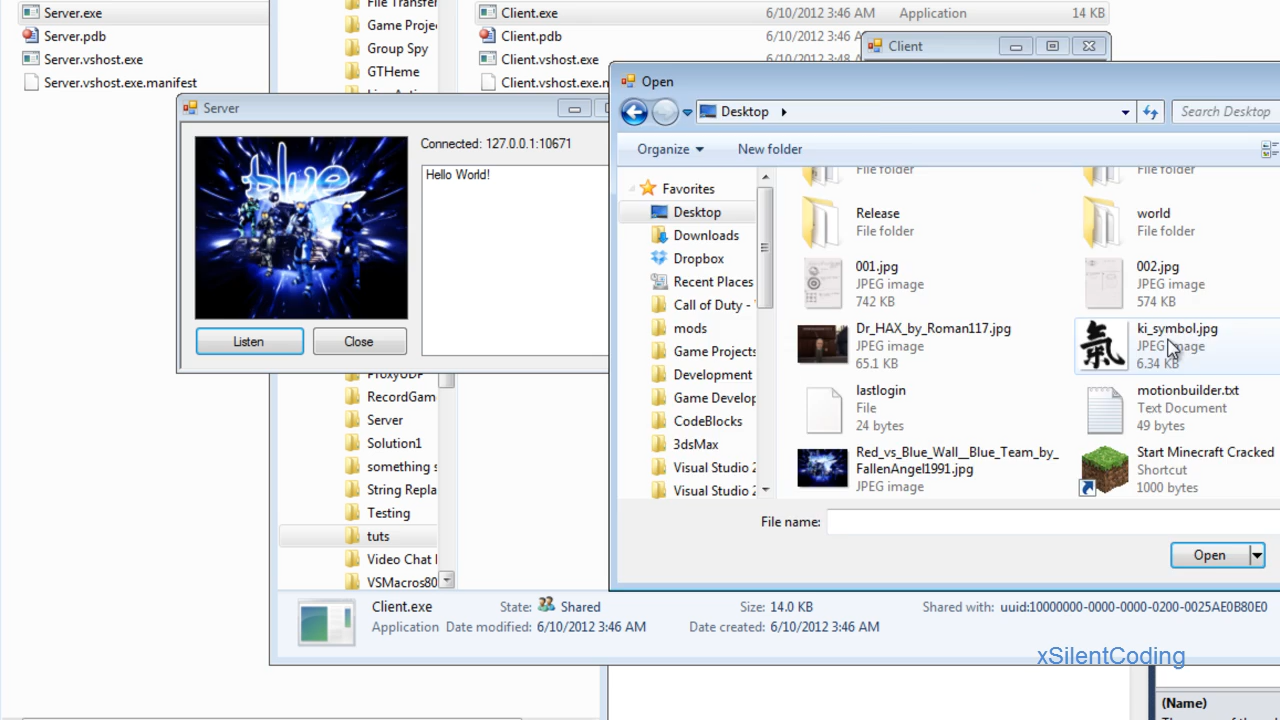 Server.exe
Server.pdb
Server.vshost.exe
Server.vshost.exe.manifest
File Transfer
Game Projec
Group Spy
GTHeme
Client.exe 6/10/2012 3:46 AM Application 14 KB
Client.pdb 6/10/2012 3:46 A
Client.vshost.exe
Client.vshost.exe.n
Client
Server
blue
Connected: 127.0.0.1:10671
Hello World!
Listen
Close
ProxyUDP
RecordGam
Server
Solution1
something s
String Repla
Testing
tuts
Video Chat
VSMacros80
Open
Desktop
Search Desktop
Organize
New folder
Favorites
Desktop
Downloads
Dropbox
Recent Places
Call of Duty -
mods
Game Projects
Development
Game Develop
CodeBlocks
3dsMax
Visual Studio 2
Visual Studio 2
File folder
File folder
Release
File folder
world
File folder
001.jpg
JPEG image
742 KB
002.jpg
JPEG image
574 KB
Dr_HAX_by_Roman117.jpg
JPEG image
65.1 KB
氣
ki_symbol.jpg
JPEG image
6.34 KB
lastlogin
File
24 bytes
motionbuilder.txt
Text Document
49 bytes
Red_vs_Blue_Wall__Blue_Team_by_
FallenAngel1991.jpg
JPEG image
Start Minecraft Cracked
Shortcut
1000 bytes
File name:
Open
Client.exe State: Shared Size: 14.0 KB Shared with: uuid:10000000-0000-0000-0200-0025AE0B80E0
Application Date modified: 6/10/2012 3:46 AM Date created: 6/10/2012 3:46 AM
xSilentCoding
(Name)